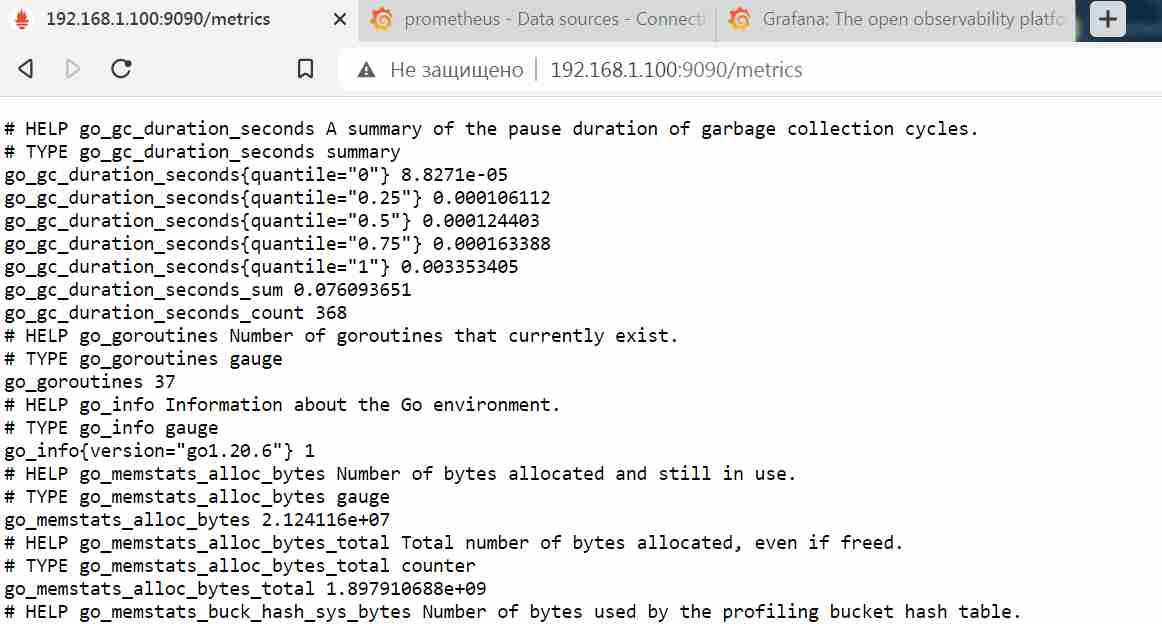 192.168.1.100:9090/metrics
prometheus - Data sources - Connecti
Grafana: The open observability platfo
Не защищено 192.168.1.100:9090/metrics
# HELP go_gc_duration_seconds A summary of the pause duration of garbage collection cycles.
# TYPE go_gc_duration_seconds summary
go_gc_duration_seconds{quantile="0"} 8.8271e-05
go_gc_duration_seconds{quantile="0.25"} 0.000106112
go_gc_duration_seconds{quantile="0.5"} 0.000124403
go_gc_duration_seconds{quantile="0.75"} 0.000163388
go_gc_duration_seconds{quantile="1"} 0.003353405
go_gc_duration_seconds_sum 0.076093651
go_gc_duration_seconds_count 368
# HELP go_goroutines Number of goroutines that currently exist.
# TYPE go_goroutines gauge
go_goroutines 37
# HELP go_info Information about the Go environment.
# TYPE go_info gauge
go_info{version="go1.20.6"} 1
# HELP go_memstats_alloc_bytes Number of bytes allocated and still in use.
# TYPE go_memstats_alloc_bytes gauge
go_memstats_alloc_bytes 2.124116e+07
# HELP go_memstats_alloc_bytes_total Total number of bytes allocated, even if freed.
# TYPE go_memstats_alloc_bytes_total counter
go_memstats_alloc_bytes_total 1.897910688e+09
# HELP go_memstats_buck_hash_sys_bytes Number of bytes used by the profiling bucket hash table.